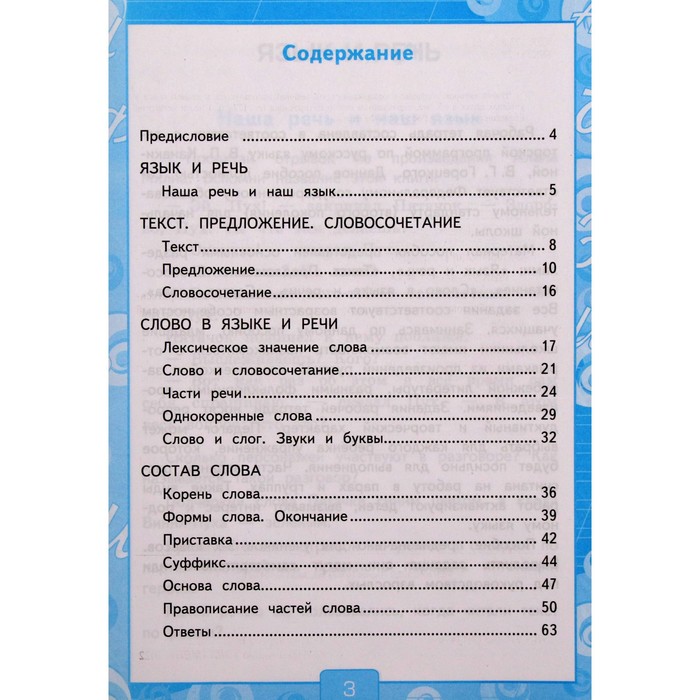 Содержание
Предисловие 4
ЯЗЫК И РЕЧЬ
Наша речь и наш язык 5
ТЕКСТ. ПРЕДЛОЖЕНИЕ. СЛОВОСОЧЕТАНИЕ
Текст 8
Предложение 10
Словосочетание 16
СЛОВО В ЯЗЫКЕ И РЕЧИ
Лексическое значение слова 17
Слово и словосочетание 21
Части речи 24
Однокоренные слова 29
Слово и слог. Звуки и буквы 32
СОСТАВ СЛОВА
Корень слова 36
Формы слова. Окончание 39
Приставка 42
Суффикс 44
Основа слова 47
Правописание частей слова 50
Ответы 63
3